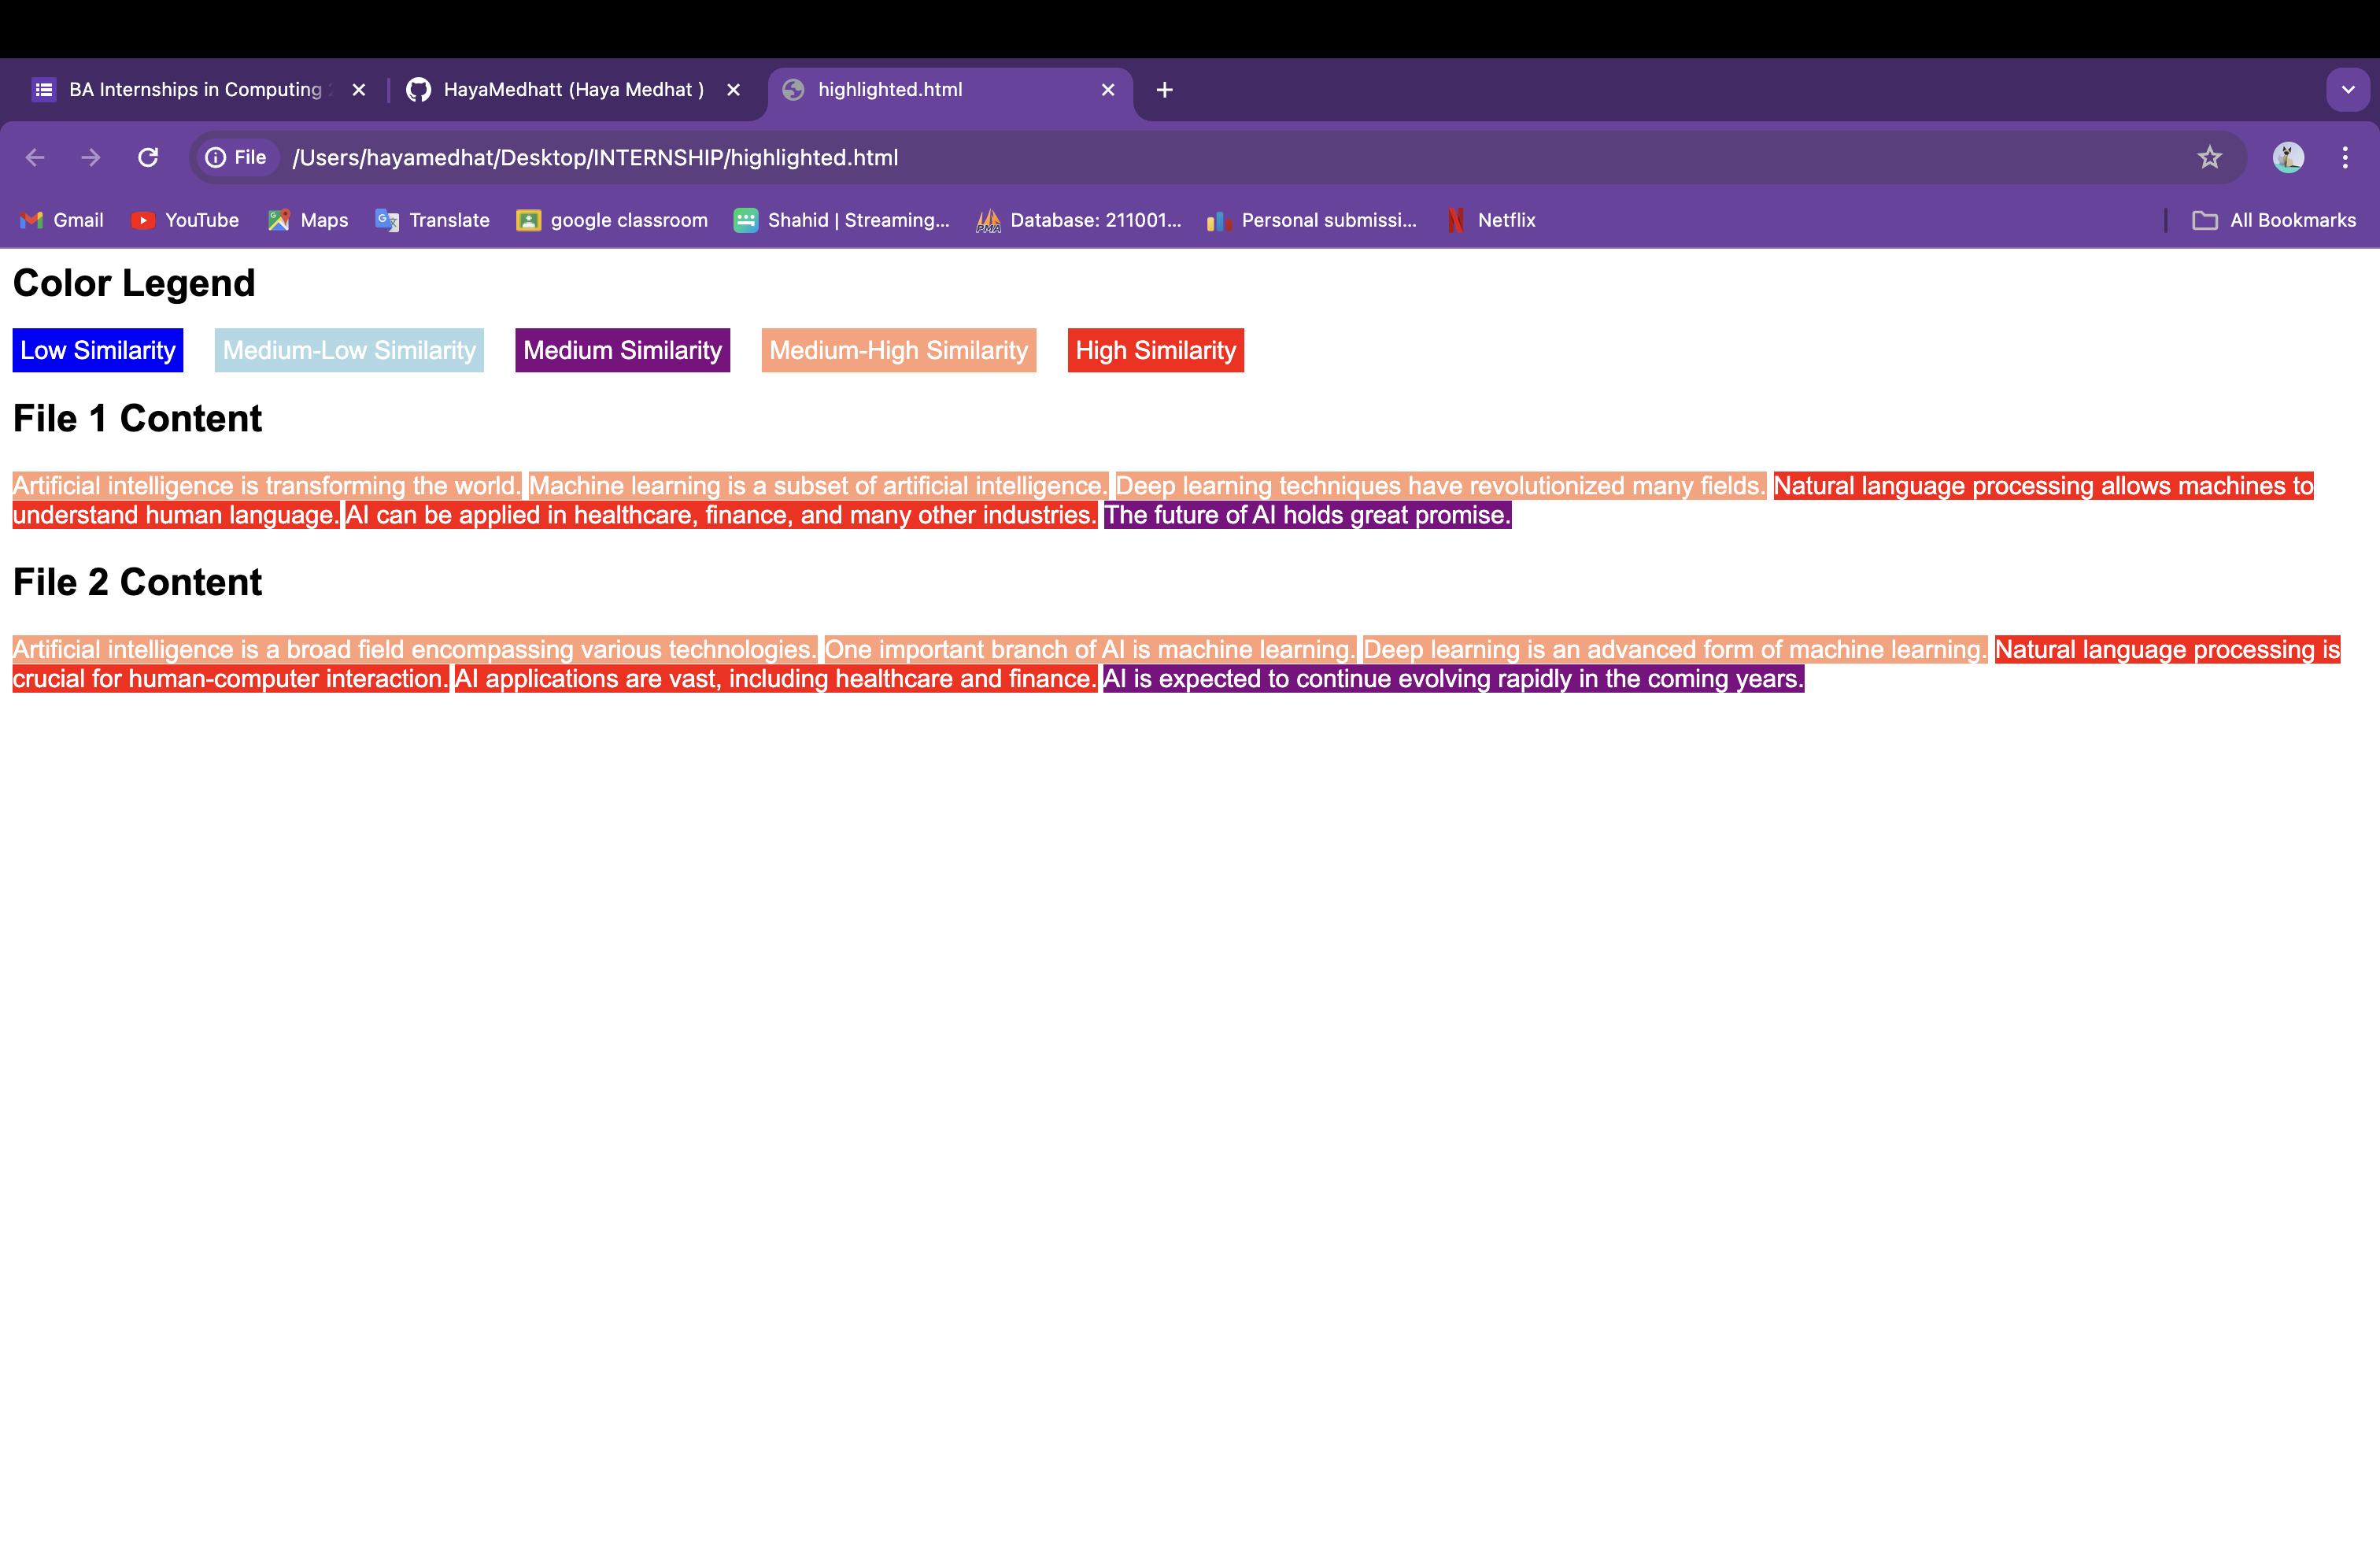 BA Internships in Computing
HayaMedhatt (Haya Medhat )
highlighted.html
File
/Users/hayamedhat/Desktop/INTERNSHIP/highlighted.html
Gmail
YouTube
Maps
Translate
google classroom
Shahid | Streaming...
Database: 211001...
Personal submissi...
Netflix
All Bookmarks
Color Legend
Low Similarity
Medium-Low Similarity
Medium Similarity
Medium-High Similarity
High Similarity
File 1 Content
Artificial intelligence is transforming the world. Machine learning is a subset of artificial intelligence. Deep learning techniques have revolutionized many fields. Natural language processing allows machines to
understand human language. AI can be applied in healthcare, finance, and many other industries. The future of AI holds great promise.
File 2 Content
Artificial intelligence is a broad field encompassing various technologies. One important branch of AI is machine learning. Deep learning is an advanced form of machine learning. Natural language processing is
crucial for human-computer interaction. AI applications are vast, including healthcare and finance. AI is expected to continue evolving rapidly in the coming years.